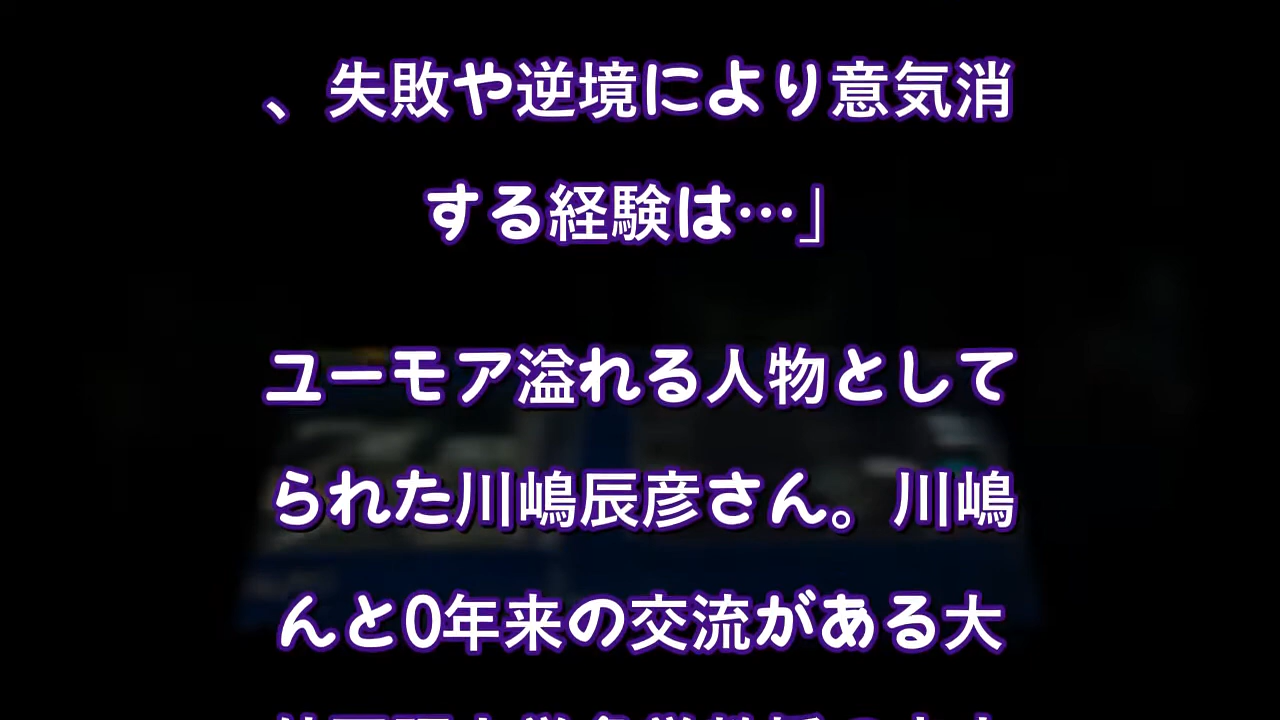 、失敗や逆境により意気消
する経験は…」
ユーモア溢れる人物として
られた川嶋辰彦さん。川嶋
んと0年来の交流がある大